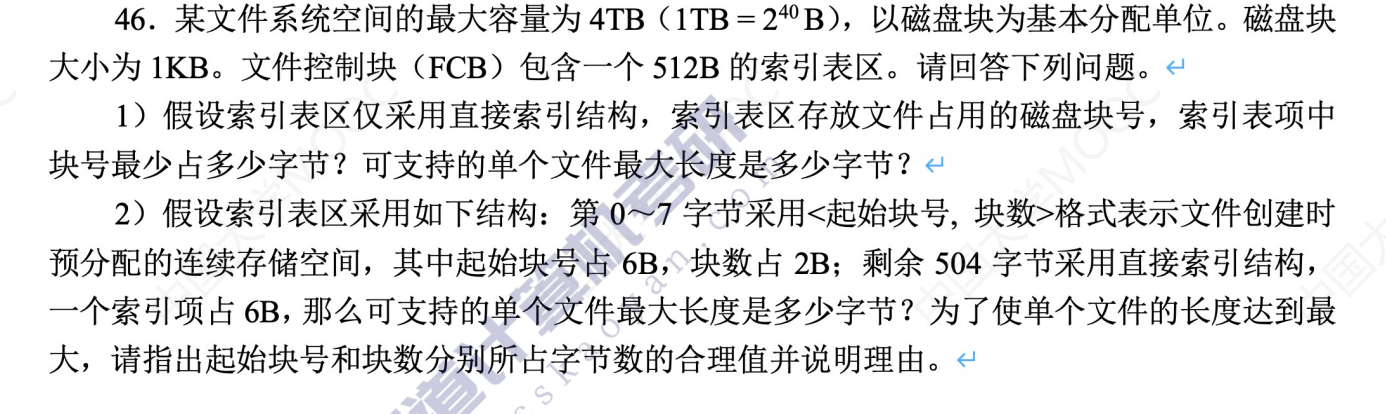 46．某文件系统空间的最大容量为 4TB（1TB = 2⁴⁰ B），以磁盘块为基本分配单位。磁盘块
大小为 1KB。文件控制块（FCB）包含一个 512B 的索引表区。请回答下列问题。↵
1）假设索引表区仅采用直接索引结构，索引表区存放文件占用的磁盘块号，索引表项中
块号最少占多少字节？可支持的单个文件最大长度是多少字节？↵
2）假设索引表区采用如下结构：第 0～7 字节采用<起始块号, 块数>格式表示文件创建时
预分配的连续存储空间，其中起始块号占 6B，块数占 2B；剩余 504 字节采用直接索引结构，
一个索引项占 6B，那么可支持的单个文件最大长度是多少字节？为了使单个文件的长度达到最
大，请指出起始块号和块数分别所占字节数的合理值并说明理由。↵